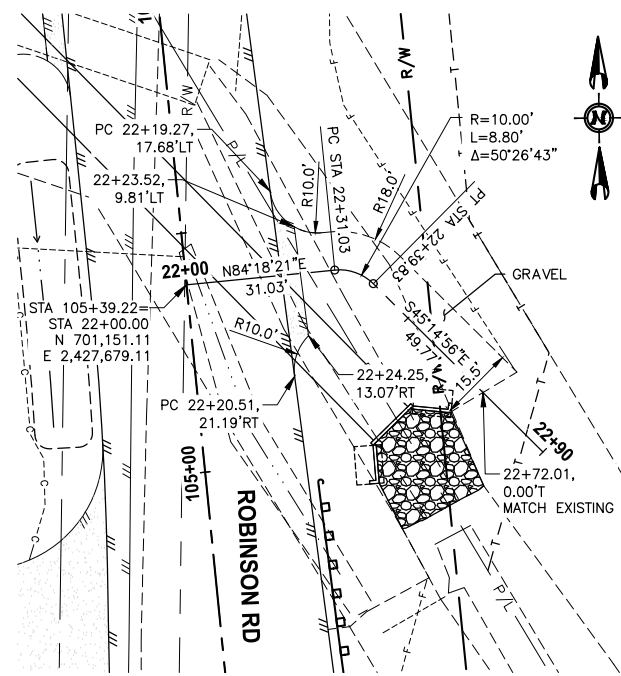 105
R/W
R/W
N
PC 22+19.27,
17.68'LT
P/L
R10.0'
PC STA 22+31.03
R18.0'
R=10.00'
L=8.80'
Δ=50°26'43"
22+23.52,
9.81'LT
PT STA 22+39.83
22+00
N84°18'21"E
31.03'
GRAVEL
STA 105+39.22=
STA 22+00.00
N 701,151.11
E 2,427,679.11
S45°14'56"E
49.77'
R10.0'
15.5'
R/W
22+24.25,
13.07'RT
PC 22+20.51,
21.19'RT
22+90
22+72.01,
0.00'T
MATCH EXISTING
105+00
ROBINSON RD
P/L